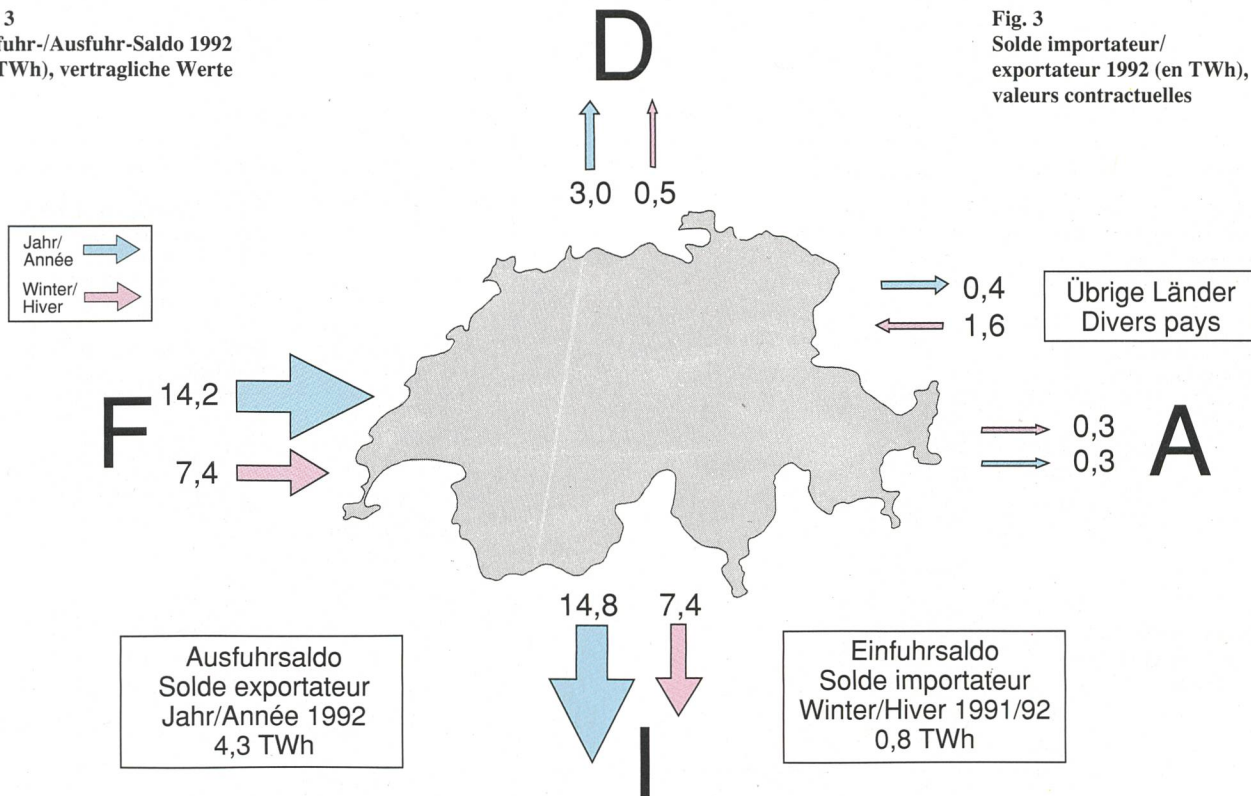 3
fuhr-/Ausfuhr-Saldo 1992
TWh), vertragliche Werte
Fig. 3
Solde importateur/
exportateur 1992 (en TWh),
valeurs contractuelles
D
3,0 0,5
Jahr/
Année
Winter/
Hiver
0,4
1,6
Übrige Länder
Divers pays
F
14,2
7,4
0,3
0,3
A
14,8 7,4
Ausfuhrsaldo
Solde exportateur
Jahr/Année 1992
4,3 TWh
Einfuhrsaldo
Solde importateur
Winter/Hiver 1991/92
0,8 TWh
I